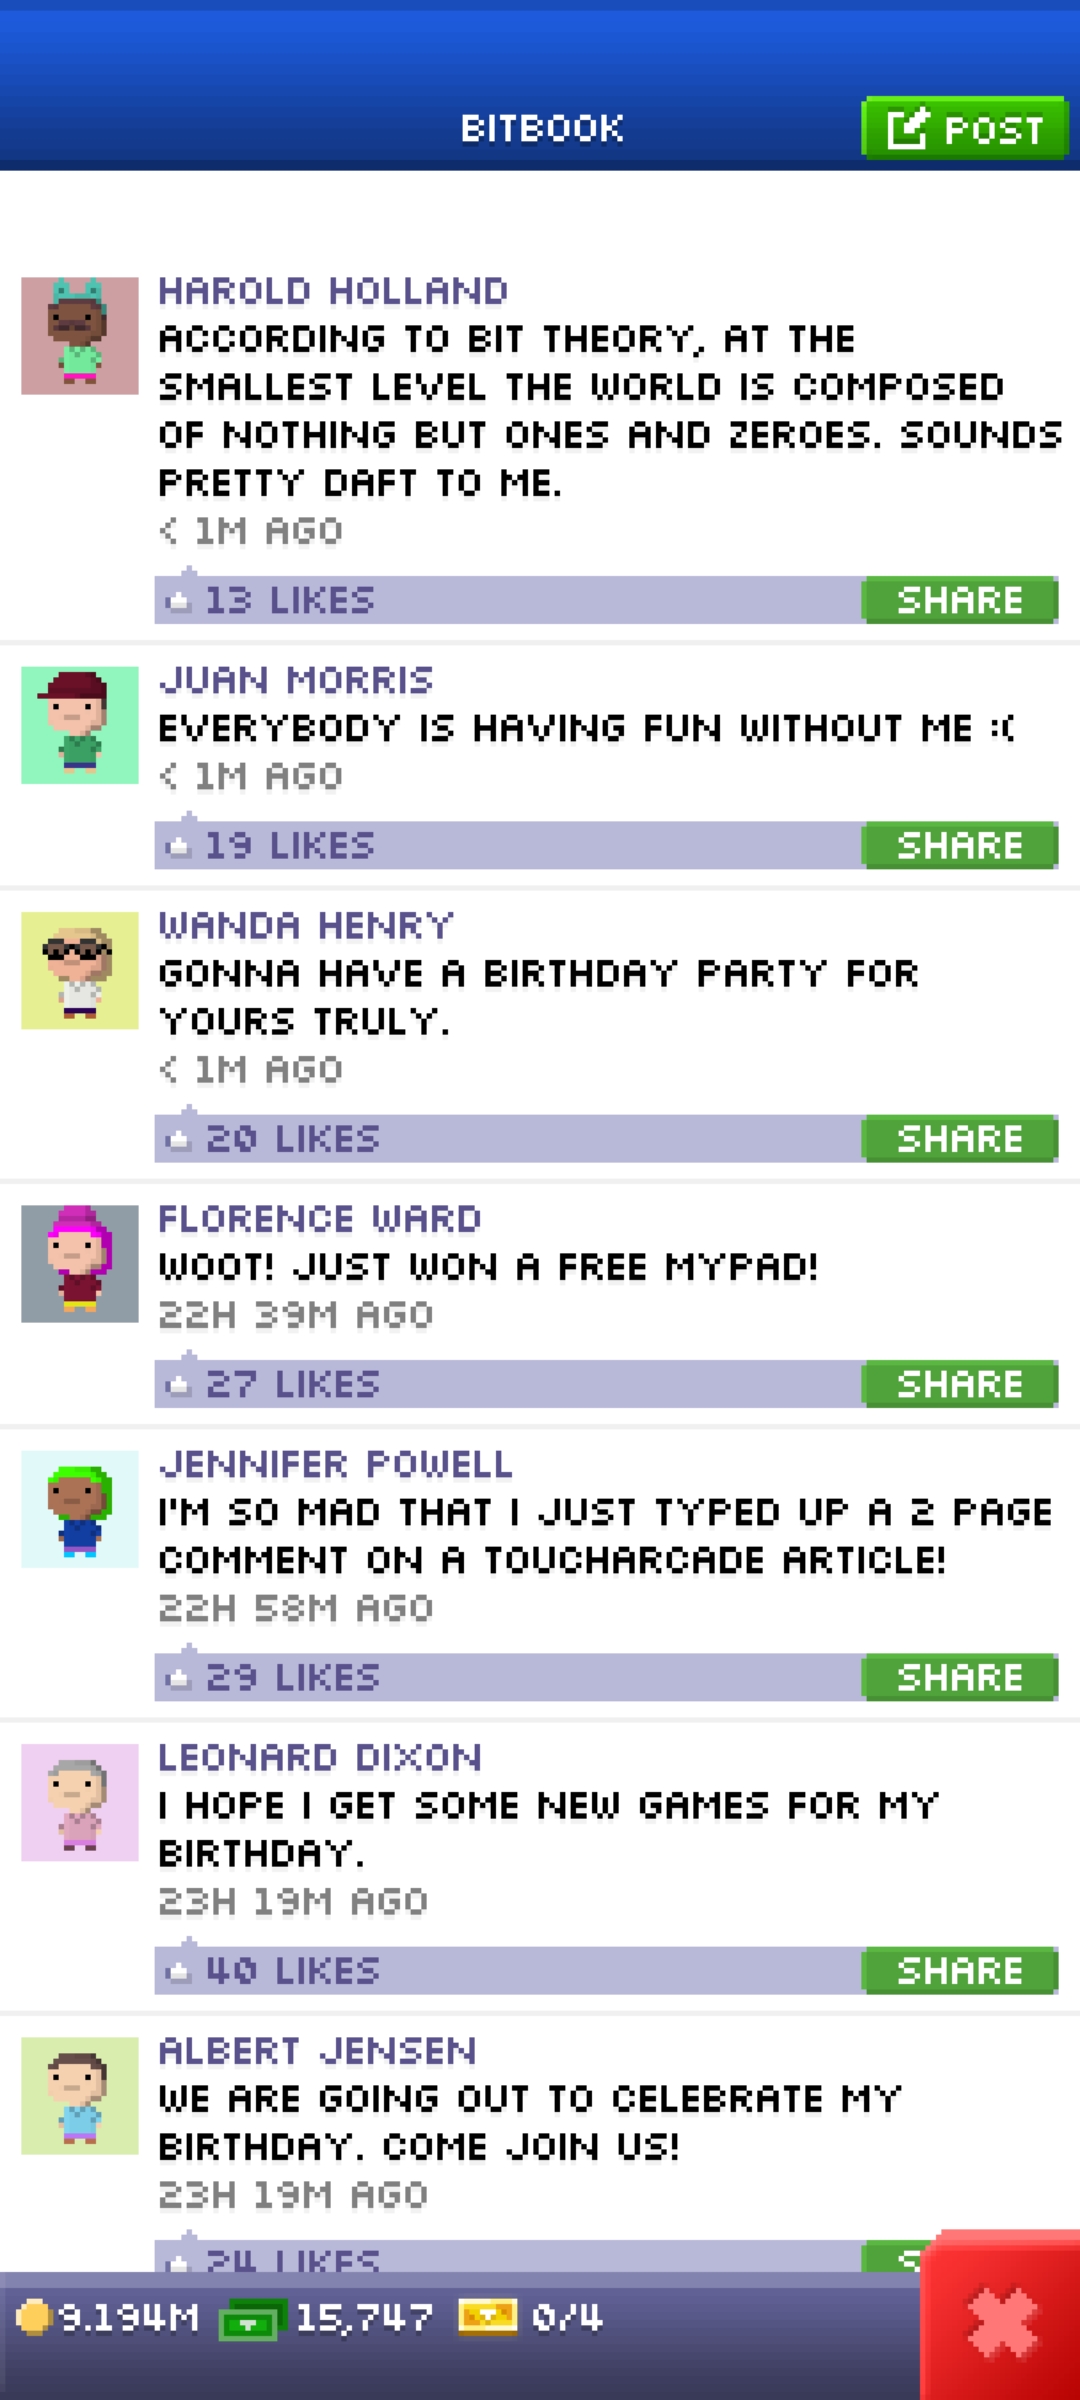 BITBOOK
POST
HAROLD HOLLAND
ACCORDING TO BIT THEORY, AT THE
SMALLEST LEVEL THE WORLD IS COMPOSED
OF NOTHING BUT ONES AND ZEROES. SOUNDS
PRETTY DAFT TO ME.
< 1M AGO
13 LIKES
SHARE
JUAN MORRIS
EVERYBODY IS HAVING FUN WITHOUT ME :(
< 1M AGO
19 LIKES
SHARE
WANDA HENRY
GONNA HAVE A BIRTHDAY PARTY FOR
YOURS TRULY.
< 1M AGO
20 LIKES
SHARE
FLORENCE WARD
WOOT! JUST WON A FREE MYPAD!
22H 39M AGO
27 LIKES
SHARE
JENNIFER POWELL
I'M SO MAD THAT I JUST TYPED UP A 2 PAGE
COMMENT ON A TOUCHARCADE ARTICLE!
22H 58M AGO
29 LIKES
SHARE
LEONARD DIXON
I HOPE I GET SOME NEW GAMES FOR MY
BIRTHDAY.
23H 19M AGO
40 LIKES
SHARE
ALBERT JENSEN
WE ARE GOING OUT TO CELEBRATE MY
BIRTHDAY. COME JOIN US!
23H 19M AGO
24 LIKES
9.194M 15,747 0/4